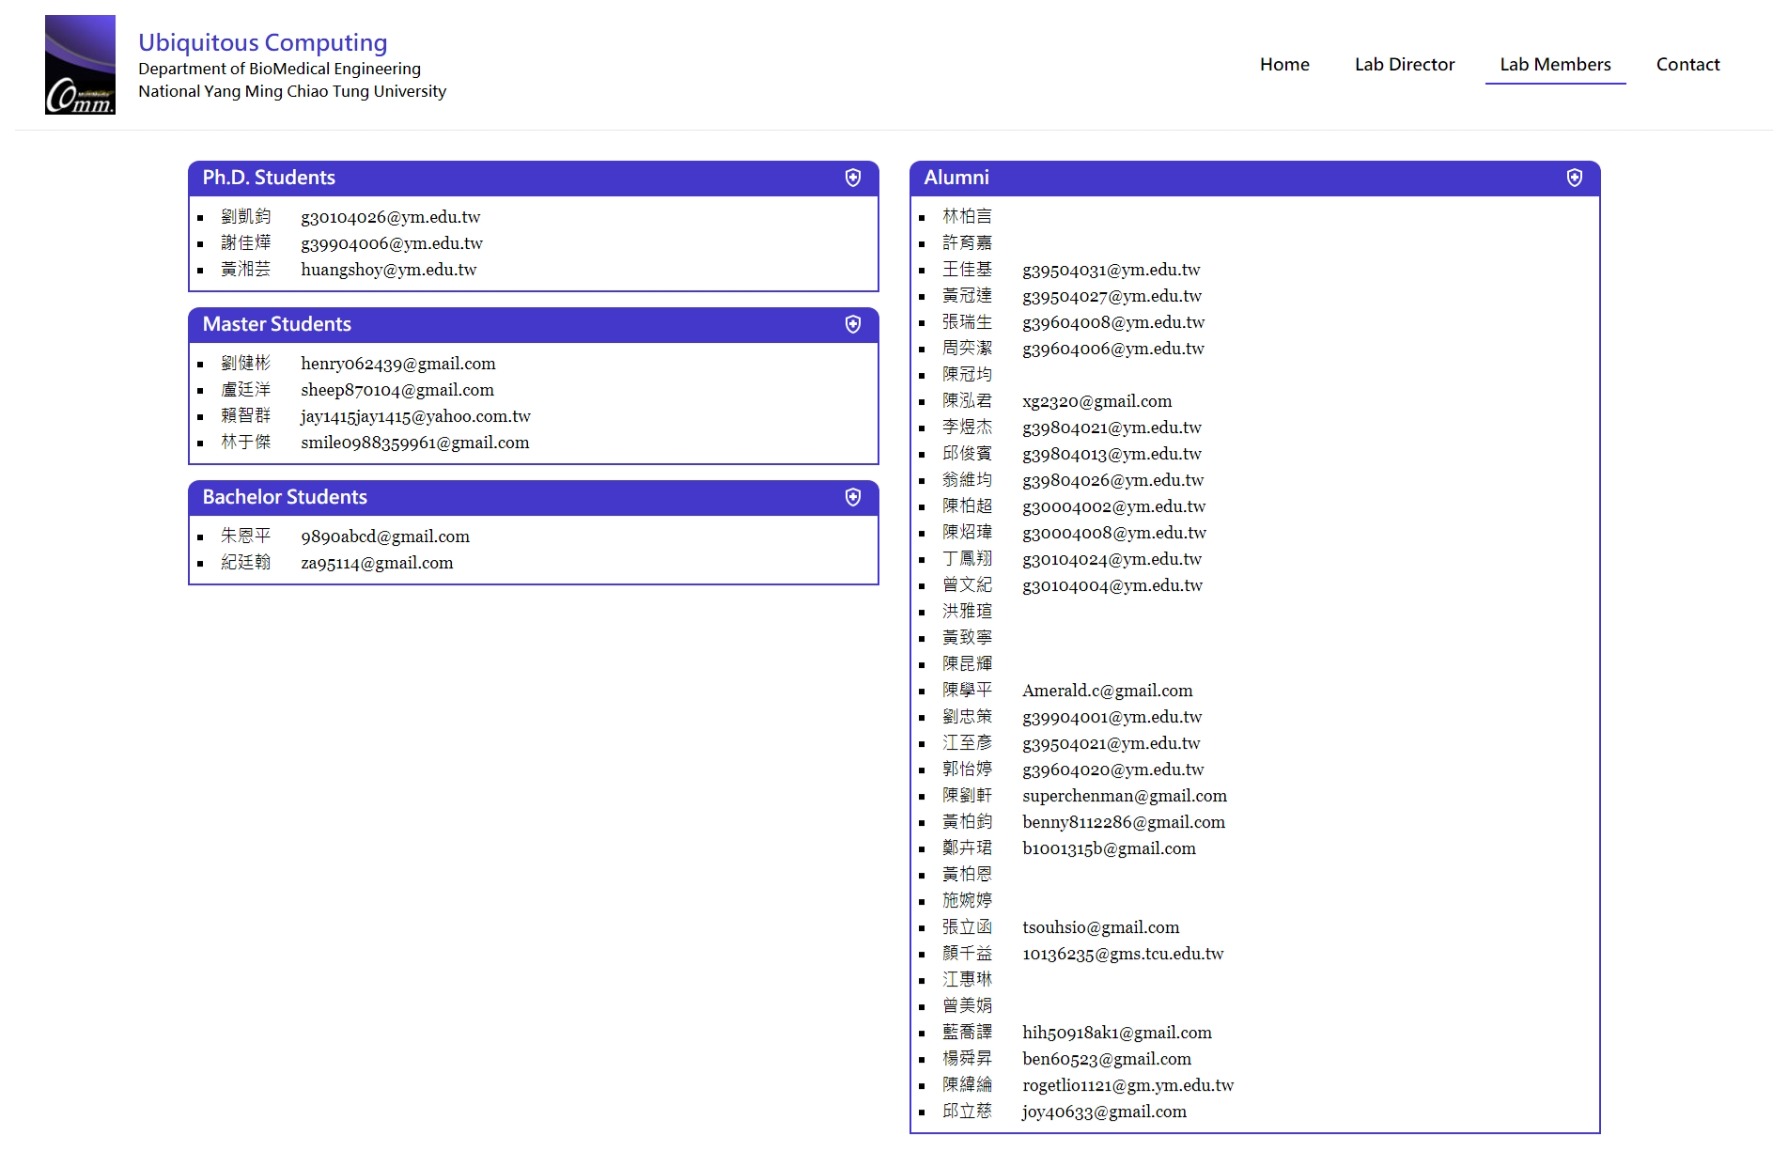 Comm.
Ubiquitous Computing
Department of BioMedical Engineering
National Yang Ming Chiao Tung University
Home
Lab Director
Lab Members
Contact
Ph.D. Students
劉凱鈞 g30104026@ym.edu.tw
謝佳燁 g39904006@ym.edu.tw
黃湘芸 huangshoy@ym.edu.tw
Master Students
劉健彬 henry062439@gmail.com
盧廷洋 sheep870104@gmail.com
賴智群 jay1415jay1415@yahoo.com.tw
林于傑 smile0988359961@gmail.com
Bachelor Students
朱恩平 9890abcd@gmail.com
紀廷翰 za95114@gmail.com
Alumni
林柏言
許育嘉
王佳基 g39504031@ym.edu.tw
黃冠達 g39504027@ym.edu.tw
張瑞生 g39604008@ym.edu.tw
周奕潔 g39604006@ym.edu.tw
陳冠均
陳泓君 xg2320@gmail.com
李煜杰 g39804021@ym.edu.tw
邱俊賓 g39804013@ym.edu.tw
翁維均 g39804026@ym.edu.tw
陳柏超 g30004002@ym.edu.tw
陳炤瑋 g30004008@ym.edu.tw
丁鳳翔 g30104024@ym.edu.tw
曾文紀 g30104004@ym.edu.tw
洪雅瑄
黃致寧
陳昆輝
陳學平 Amerald.c@gmail.com
劉忠策 g39904001@ym.edu.tw
江至彥 g39504021@ym.edu.tw
郭怡婷 g39604020@ym.edu.tw
陳劉軒 superchenman@gmail.com
黃柏鈞 benny8112286@gmail.com
鄭卉珺 b1001315b@gmail.com
黃柏恩
施婉婷
張立函 tsouhsio@gmail.com
顏千益 10136235@gms.tcu.edu.tw
江惠琳
曾美娟
藍喬譯 hih50918ak1@gmail.com
楊舜昇 ben60523@gmail.com
陳緯綸 rogetlio1121@gm.ym.edu.tw
邱立慈 joy40633@gmail.com